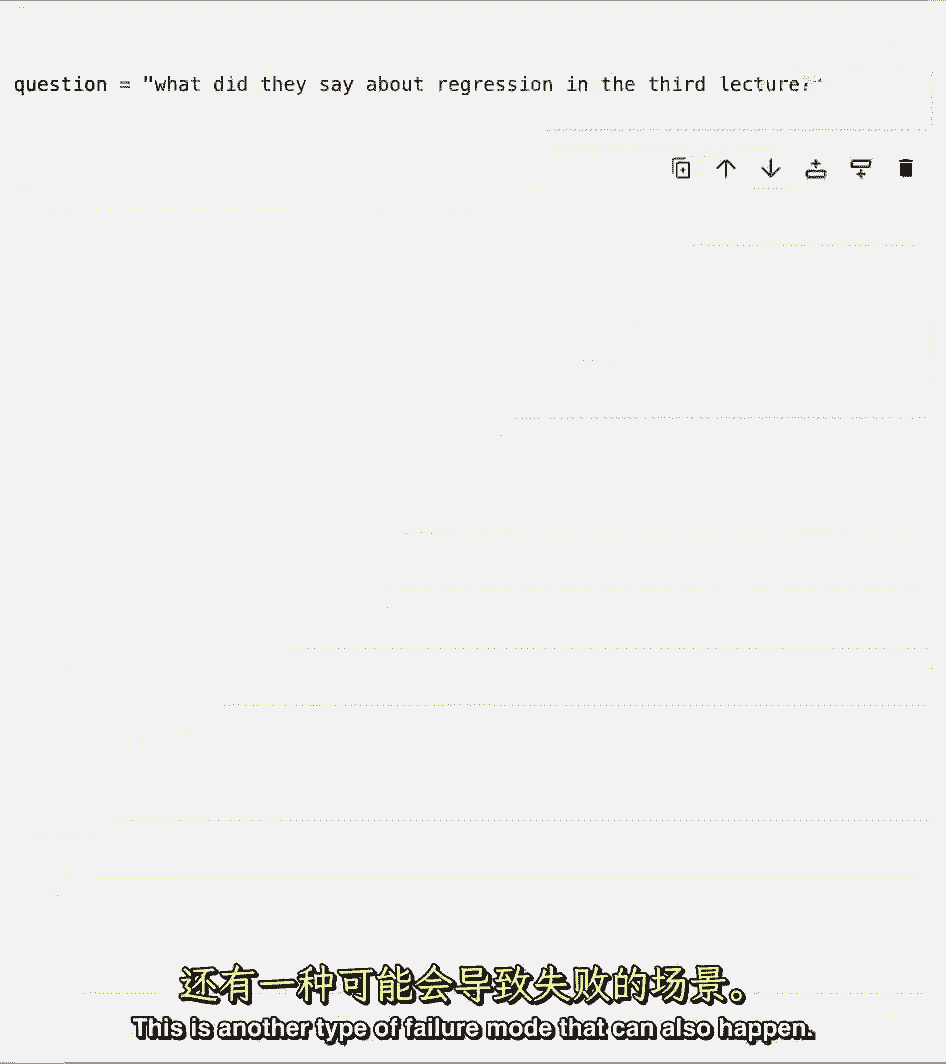 question = "what did they say about regression in the third lecture?"
还有一种可能会导致失败的场景。
This is another type of failure mode that can also happen.